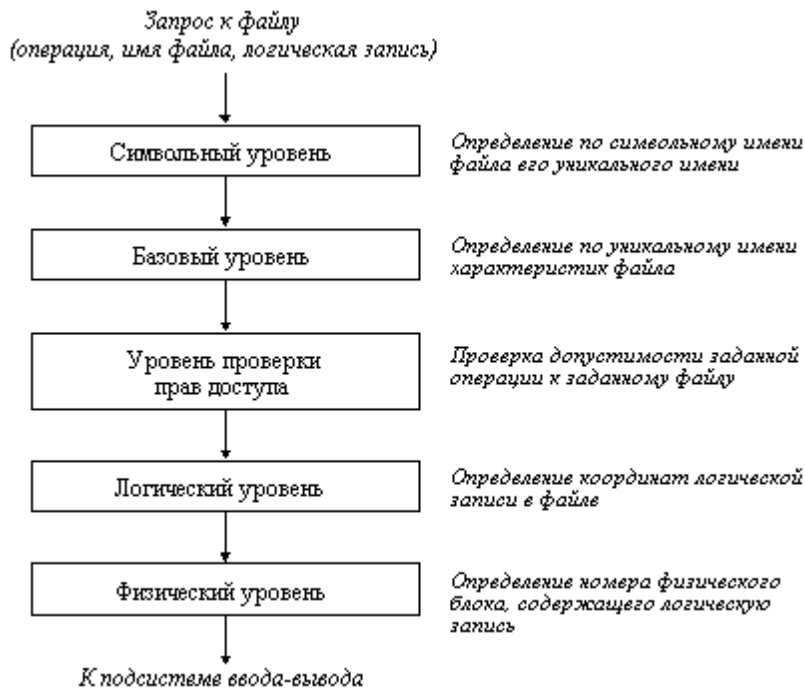 Запрос к файлу
(операция, имя файла, логическая запись)
Символьный уровень
Определение по символьному имени
файла его уникального имени
Базовый уровень
Определение по уникальному имени
характеристик файла
Уровень проверки
прав доступа
Проверка допустимости заданной
операции к заданному файлу
Логический уровень
Определение координат логической
записи в файле
Физический уровень
Определение номера физического
блока, содержащего логическую
запись
К подсистеме ввода-вывода